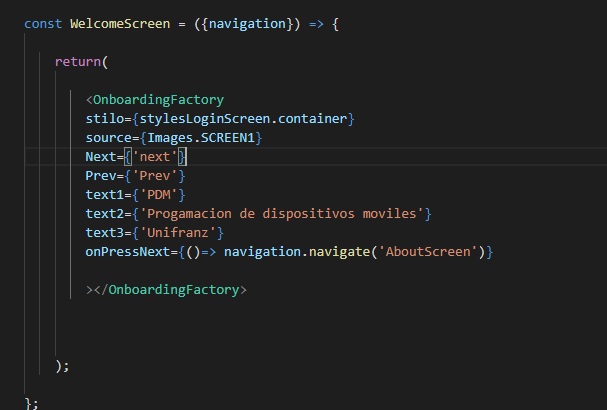 const WelcomeScreen = ({navigation}) => {
return(
<OnboardingFactory
stilo={stylesLoginScreen.container}
source={Images.SCREEN1}
Next={'next'}
Prev={'Prev'}
text1={'PDM'}
text2={'Progamacion de dispositivos moviles'}
text3={'Unifranz'}
onPressNext={()=> navigation.navigate('AboutScreen')}
></OnboardingFactory>
);
};